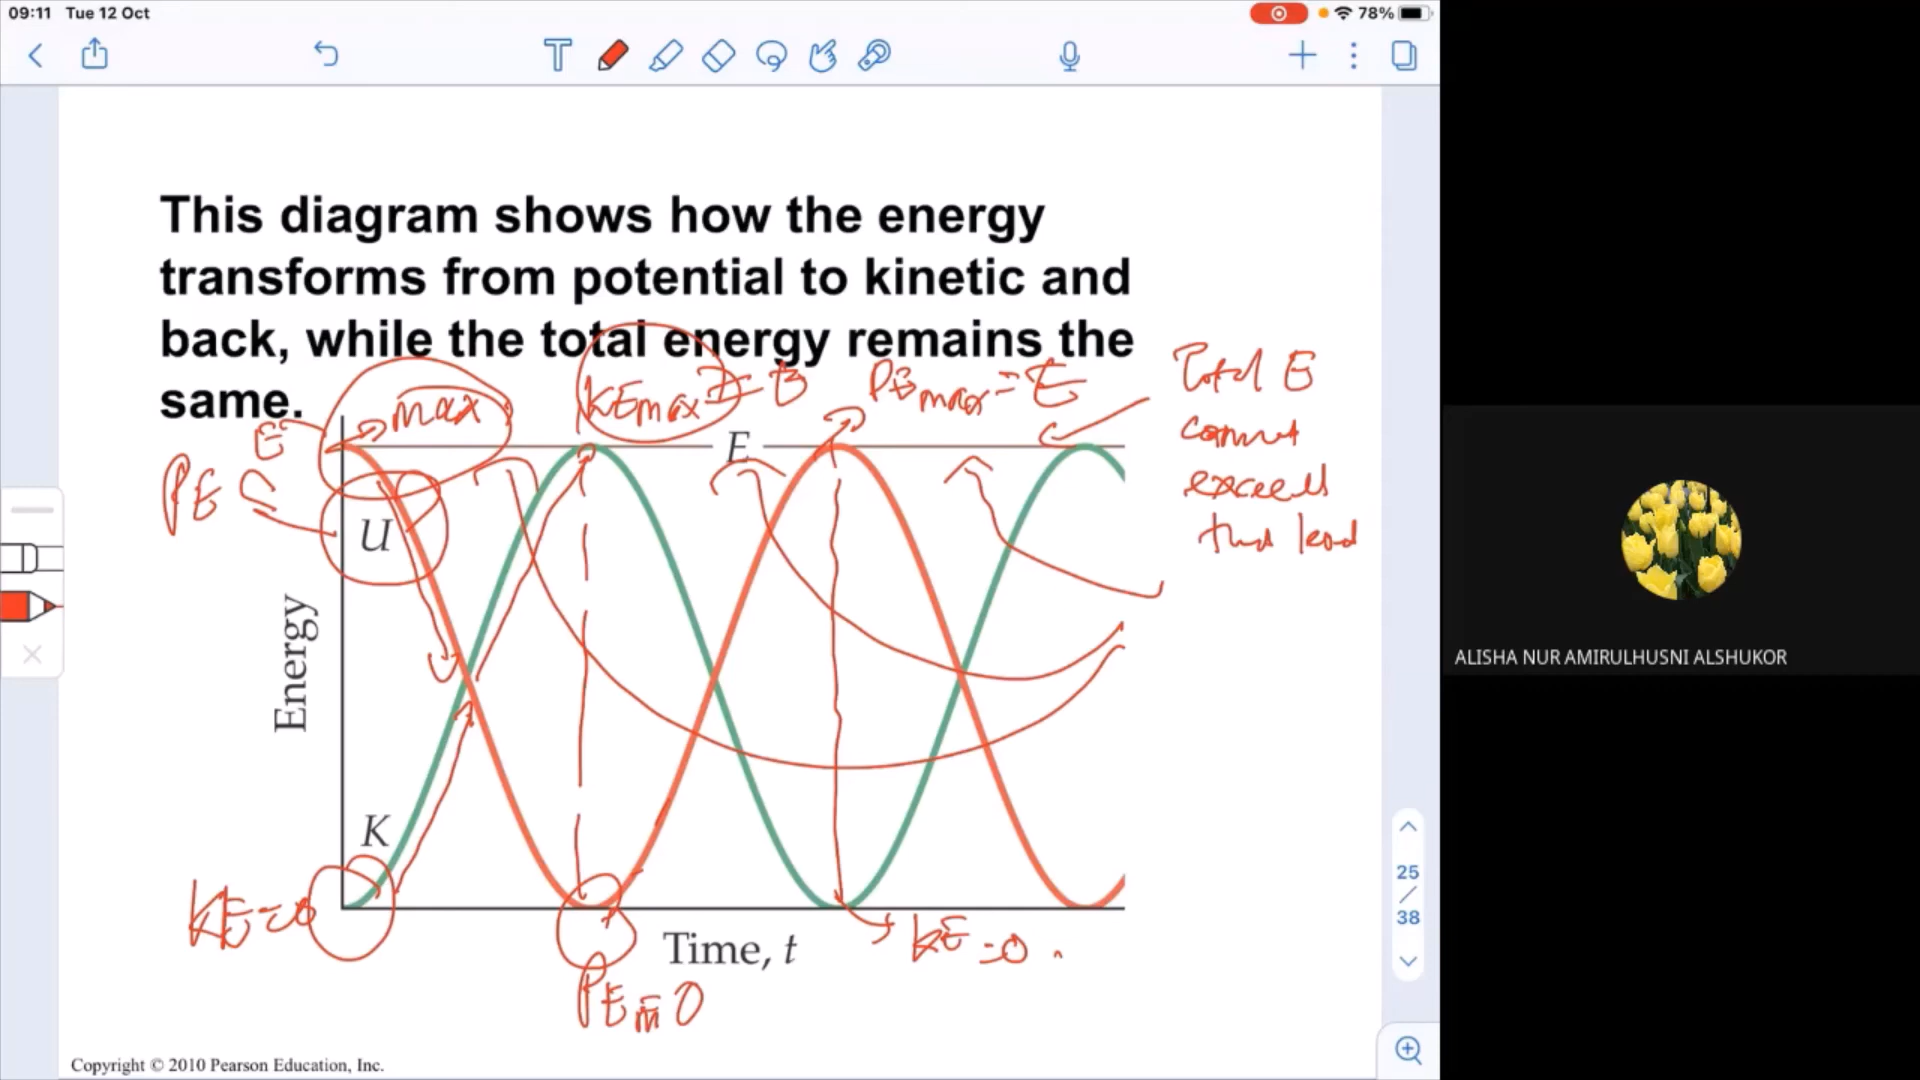 09:11 Tue 12 Oct
78%
This diagram shows how the energy
transforms from potential to kinetic and
back, while the total energy remains the
same.
max
KEmax = E
PEmax = E
Total E
cannot
exceed
this
E
E
PE
U
Energy
K
KE=0
Time, t
KE=0
PE=0
25
38
Copyright © 2010 Pearson Education, Inc.
ALISHA NUR AMIRULHUSNI ALSHUKOR